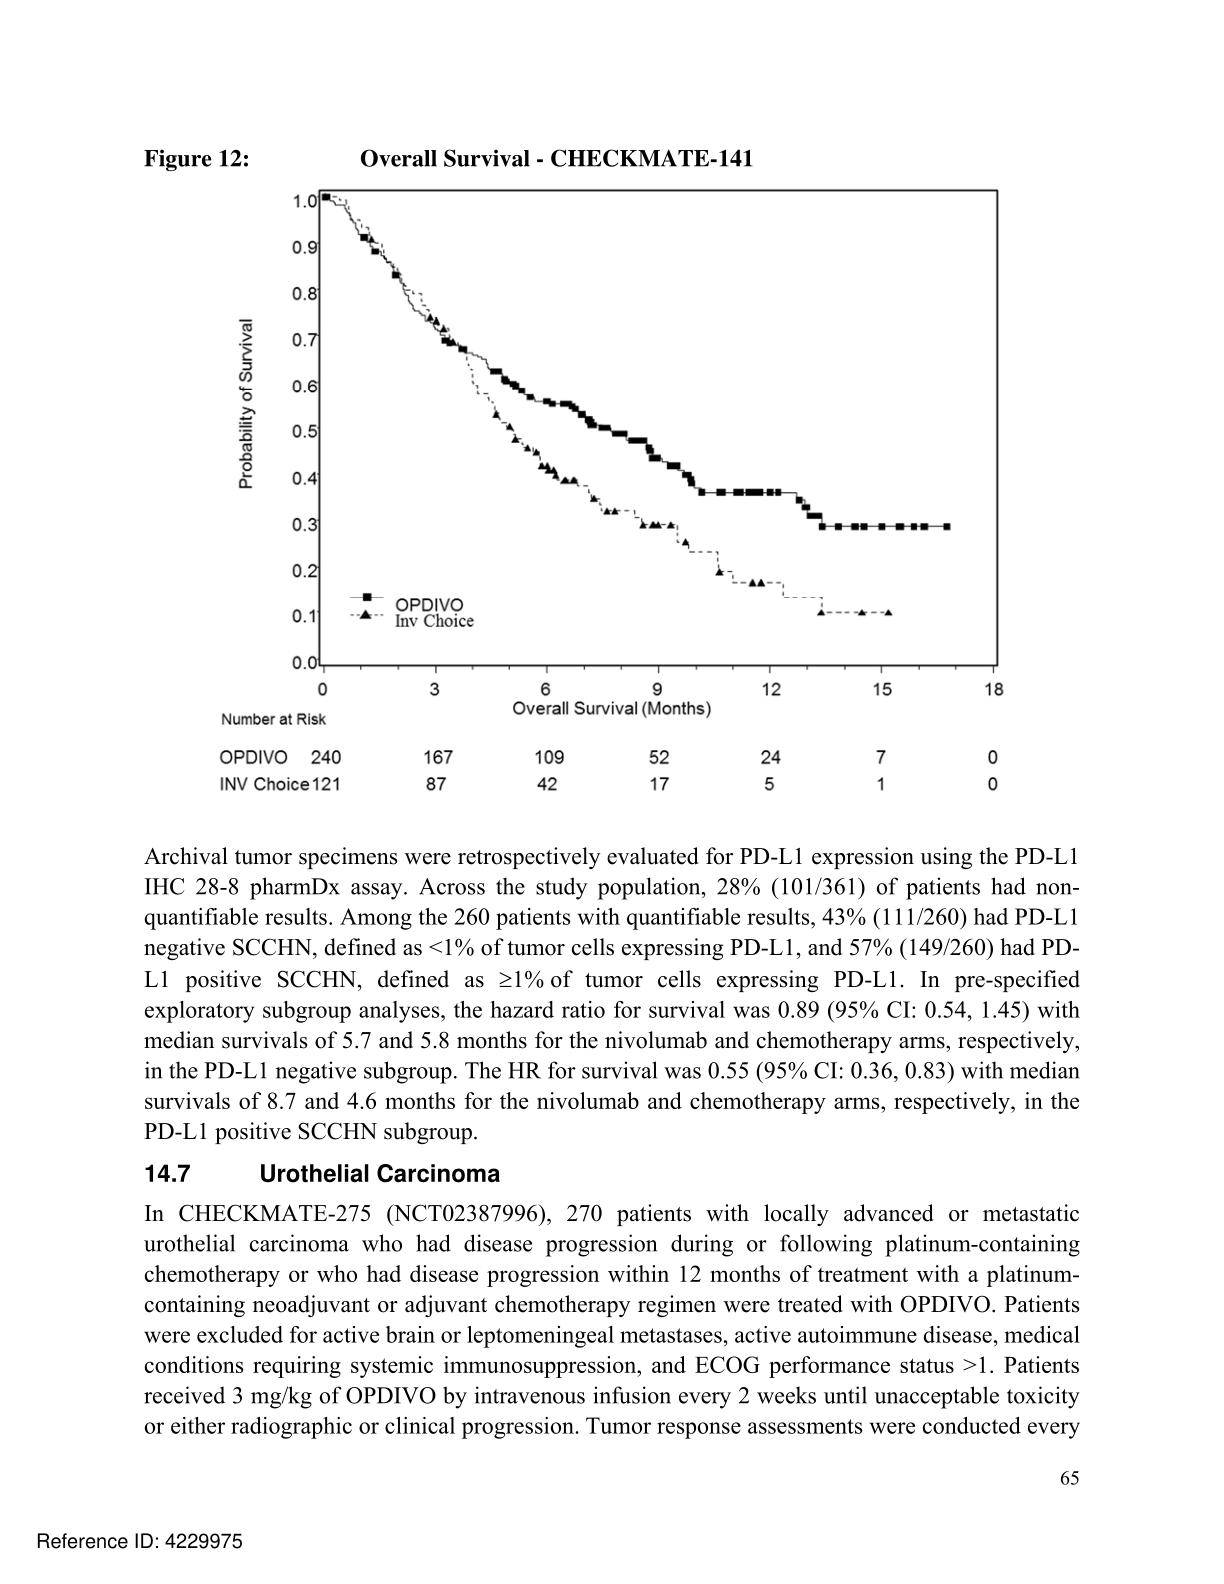 Figure 12: Overall Survival - CHECKMATE-141
1.0
0.9
0.8
0.7
0.6
0.5
0.4
0.3
0.2
0.1
0.0
Probability of Survival
OPDIVO
Inv Choice
0 3 6 9 12 15 18
Overall Survival (Months)
Number at Risk
OPDIVO 240 167 109 52 24 7 0
INV Choice 121 87 42 17 5 1 0
Archival tumor specimens were retrospectively evaluated for PD-L1 expression using the PD-L1
IHC 28-8 pharmDx assay. Across the study population, 28% (101/361) of patients had non-
quantifiable results. Among the 260 patients with quantifiable results, 43% (111/260) had PD-L1
negative SCCHN, defined as <1% of tumor cells expressing PD-L1, and 57% (149/260) had PD-
L1 positive SCCHN, defined as ≥1% of tumor cells expressing PD-L1. In pre-specified
exploratory subgroup analyses, the hazard ratio for survival was 0.89 (95% CI: 0.54, 1.45) with
median survivals of 5.7 and 5.8 months for the nivolumab and chemotherapy arms, respectively,
in the PD-L1 negative subgroup. The HR for survival was 0.55 (95% CI: 0.36, 0.83) with median
survivals of 8.7 and 4.6 months for the nivolumab and chemotherapy arms, respectively, in the
PD-L1 positive SCCHN subgroup.
14.7 Urothelial Carcinoma
In CHECKMATE-275 (NCT02387996), 270 patients with locally advanced or metastatic
urothelial carcinoma who had disease progression during or following platinum-containing
chemotherapy or who had disease progression within 12 months of treatment with a platinum-
containing neoadjuvant or adjuvant chemotherapy regimen were treated with OPDIVO. Patients
were excluded for active brain or leptomeningeal metastases, active autoimmune disease, medical
conditions requiring systemic immunosuppression, and ECOG performance status >1. Patients
received 3 mg/kg of OPDIVO by intravenous infusion every 2 weeks until unacceptable toxicity
or either radiographic or clinical progression. Tumor response assessments were conducted every
65
Reference ID: 4229975